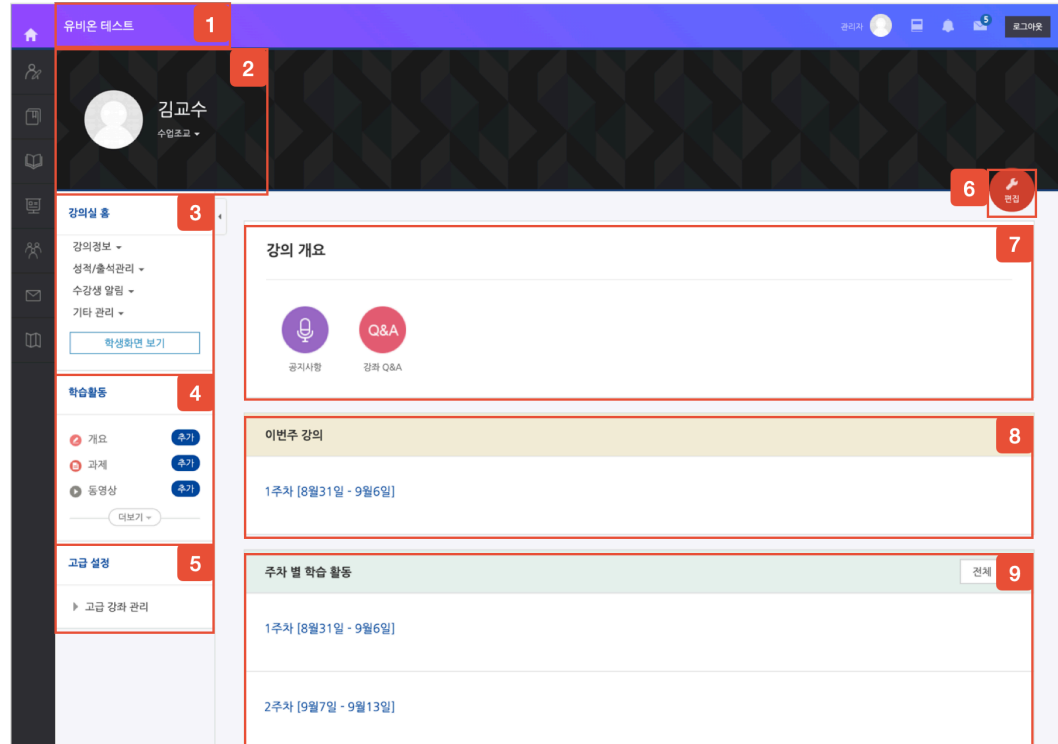 유비온 테스트
1
관리자
5
로그아웃
2
김교수
수업조교
6
편집
강의실 홈
3
강의정보
성적/출석관리
수강생 알림
기타 관리
학생화면 보기
7
강의 개요
Q&A
공지사항
강좌 Q&A
학습활동
4
개요
추가
과제
추가
동영상
추가
더보기
이번주 강의
8
1주차 [8월31일 - 9월6일]
고급 설정
5
고급 강좌 관리
주차 별 학습 활동
전체
9
1주차 [8월31일 - 9월6일]
2주차 [9월7일 - 9월13일]